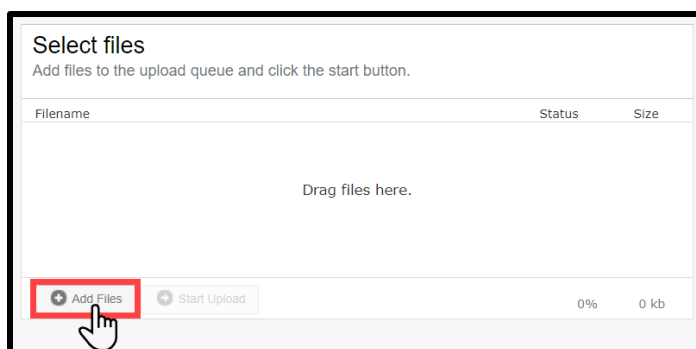 Select files
Add files to the upload queue and click the start button.
Filename Status Size
Drag files here.
Add Files Start Upload 0% 0 kb